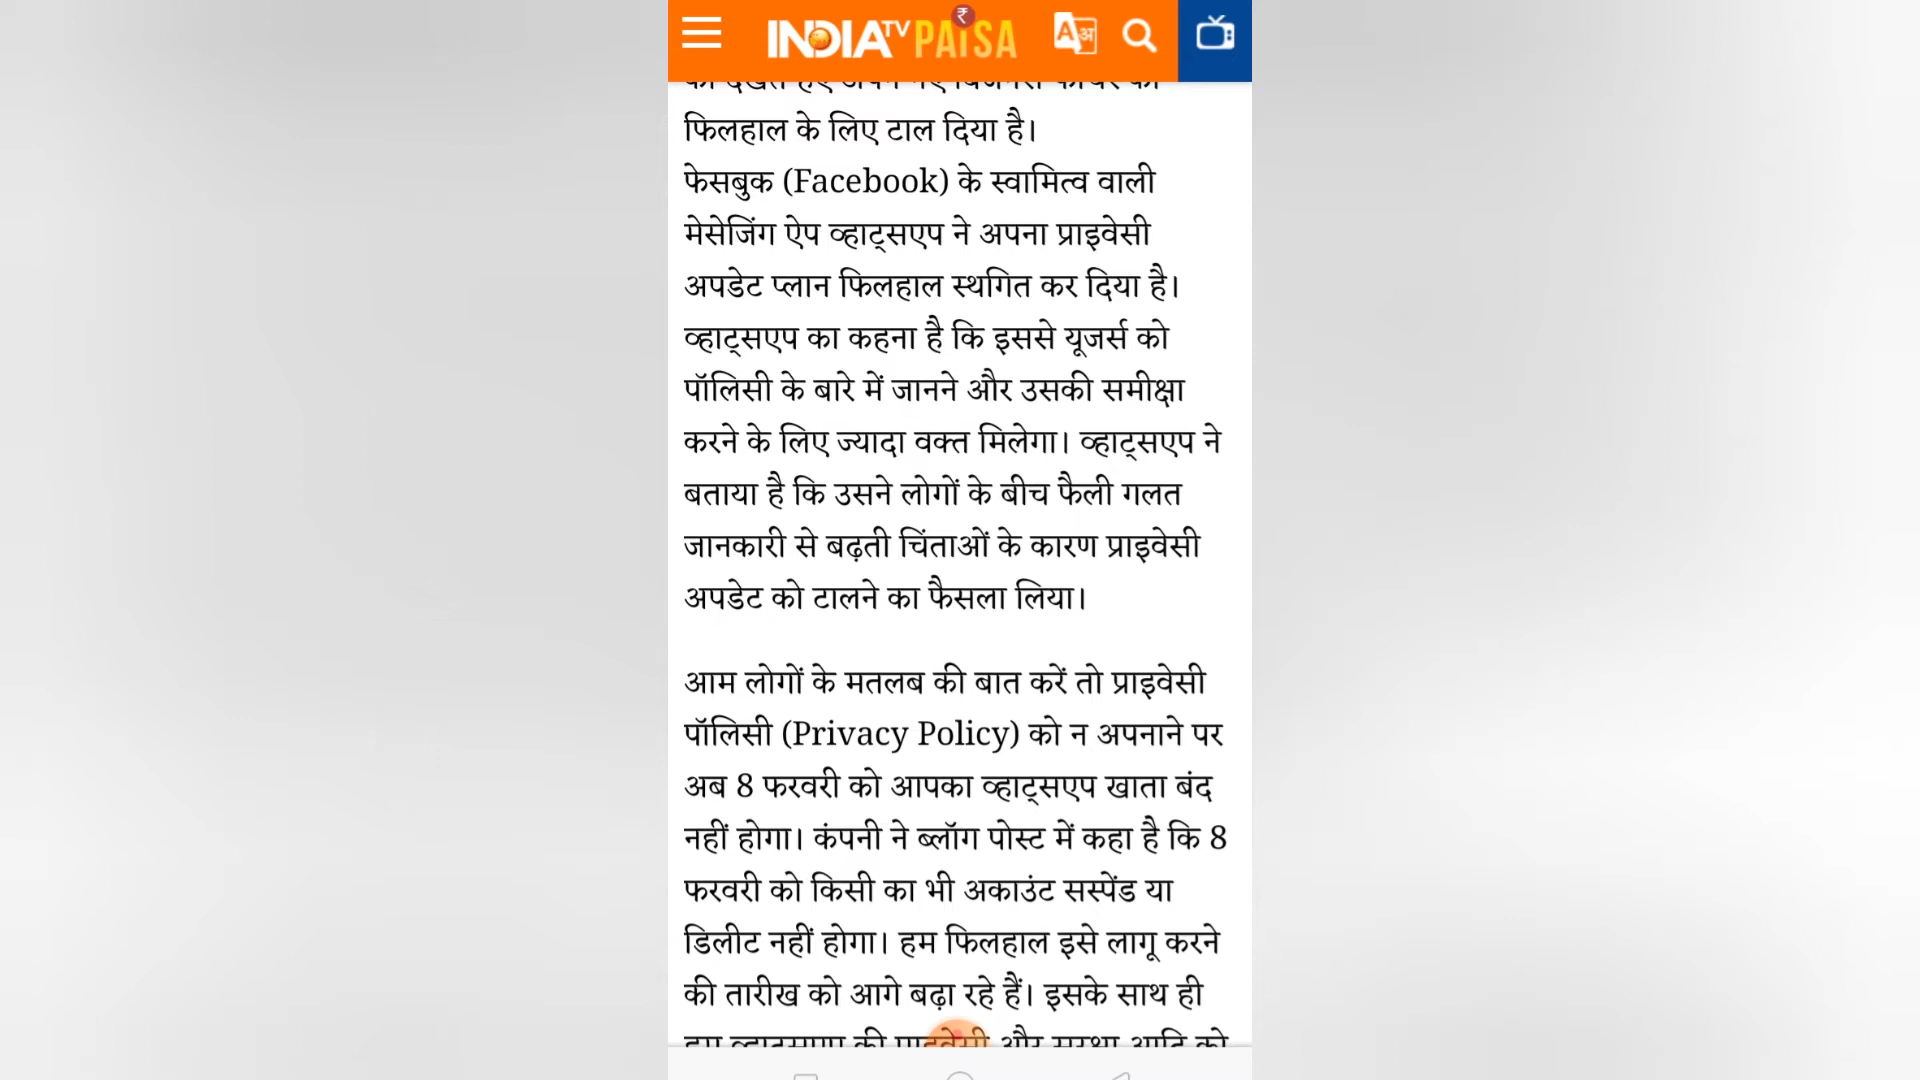 INDIA TV PAISA
फिलहाल के लिए टाल दिया है।
फेसबुक (Facebook) के स्वामित्व वाली
मेसेजिंग ऐप व्हाट्सएप ने अपना प्राइवेसी
अपडेट प्लान फिलहाल स्थगित कर दिया है।
व्हाट्सएप का कहना है कि इससे यूजर्स को
पॉलिसी के बारे में जानने और उसकी समीक्षा
करने के लिए ज्यादा वक्त मिलेगा। व्हाट्सएप ने
बताया है कि उसने लोगों के बीच फैली गलत
जानकारी से बढ़ती चिंताओं के कारण प्राइवेसी
अपडेट को टालने का फैसला लिया।
आम लोगों के मतलब की बात करें तो प्राइवेसी
पॉलिसी (Privacy Policy) को न अपनाने पर
अब 8 फरवरी को आपका व्हाट्सएप खाता बंद
नहीं होगा। कंपनी ने ब्लॉग पोस्ट में कहा है कि 8
फरवरी को किसी का भी अकाउंट सस्पेंड या
डिलीट नहीं होगा। हम फिलहाल इसे लागू करने
की तारीख को आगे बढ़ा रहे हैं। इसके साथ ही